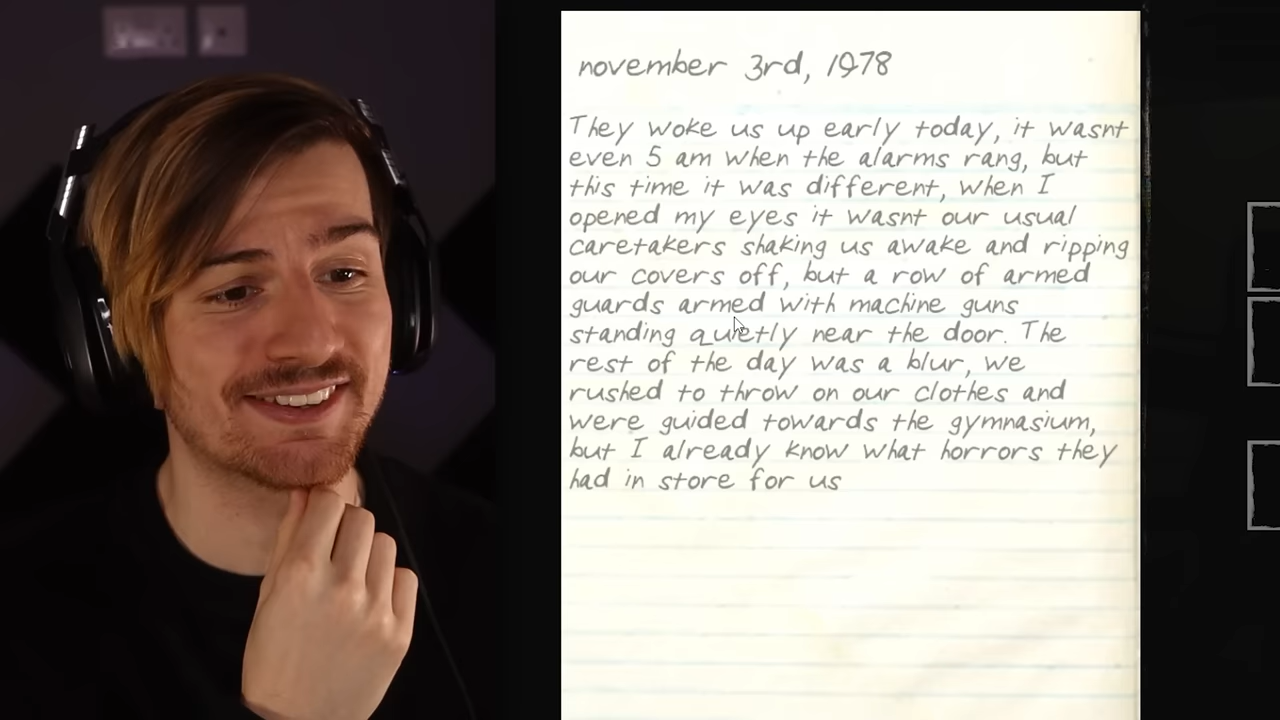 november 3rd, 1978
They woke us up early today, it wasnt
even 5 am when the alarms rang, but
this time it was different, when I
opened my eyes it wasnt our usual
caretakers shaking us awake and ripping
our covers off, but a row of armed
guards armed with machine guns
standing quietly near the door. The
rest of the day was a blur, we
rushed to throw on our clothes and
were guided towards the gymnasium,
but I already know what horrors they
had in store for us